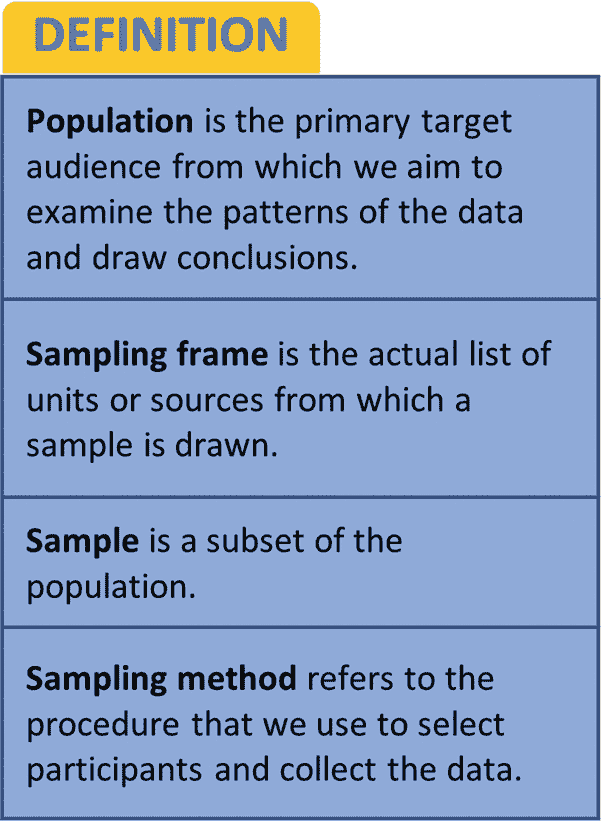 DEFINITION
Population is the primary target
audience from which we aim to
examine the patterns of the data
and draw conclusions.
Sampling frame is the actual list of
units or sources from which a
sample is drawn.
Sample is a subset of the
population.
Sampling method refers to the
procedure that we use to select
participants and collect the data.